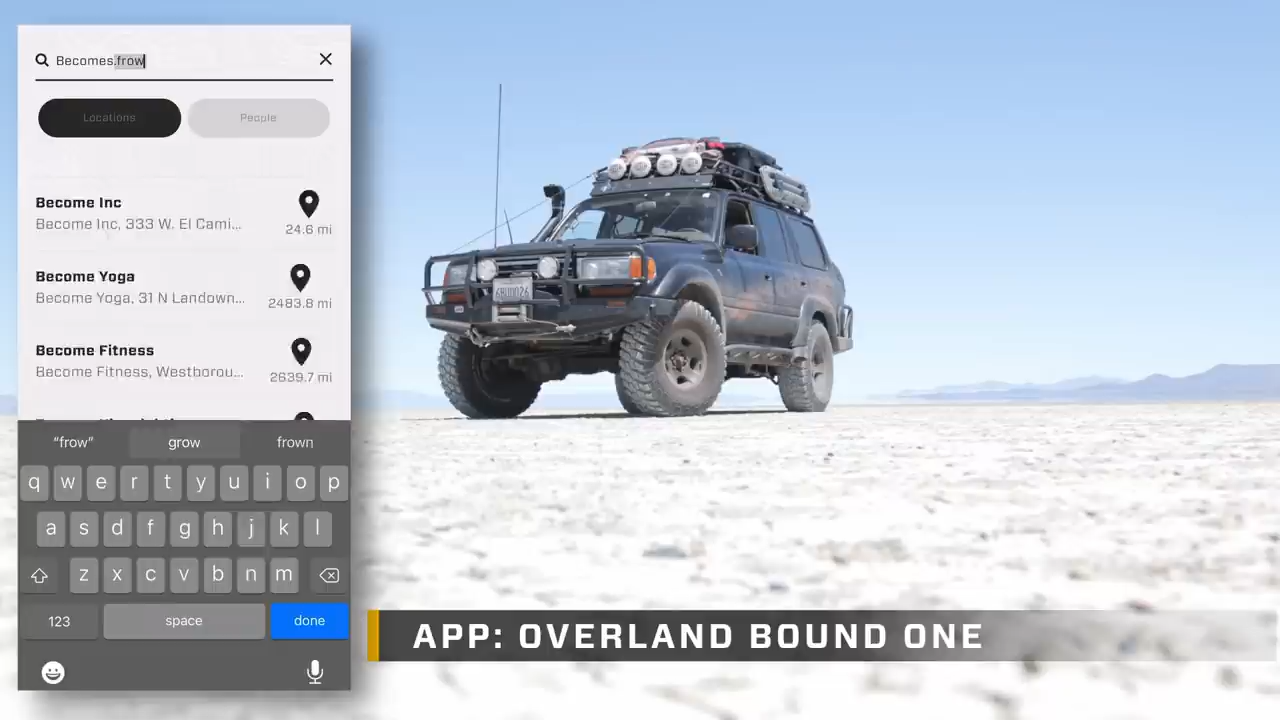 Becomes.frow
Locations
People
Become Inc
Become Inc, 333 W. El Cami...
24.6 mi
Become Yoga
Become Yoga, 31 N Landown...
2483.8 mi
Become Fitness
Become Fitness, Westborou...
2639.7 mi
"frow" grow frown
q w e r t y u i o p
a s d f g h j k l
z x c v b n m
123 space done
APP: OVERLAND BOUND ONE